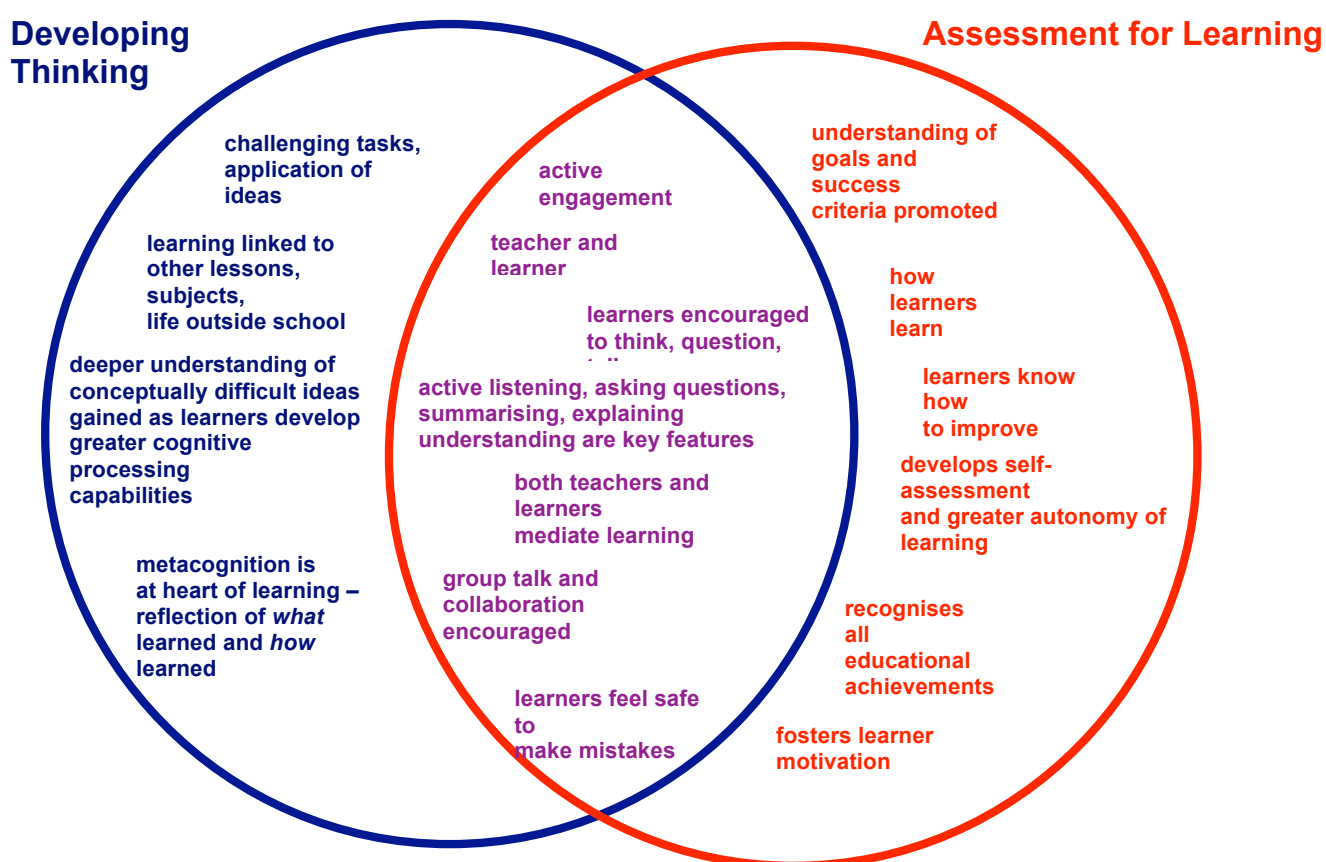 Developing
Thinking
Assessment for Learning
challenging tasks,
application of
ideas
learning linked to
other lessons,
subjects,
life outside school
deeper understanding of
conceptually difficult ideas
gained as learners develop
greater cognitive
processing
capabilities
metacognition is
at heart of learning –
reflection of what
learned and how
learned
active
engagement
teacher and
learner
learners encouraged
to think, question,
active listening, asking questions,
summarising, explaining
understanding are key features
both teachers and
learners
mediate learning
group talk and
collaboration
encouraged
learners feel safe
to
make mistakes
understanding of
goals and
success
criteria promoted
how
learners
learn
learners know
how
to improve
develops self-
assessment
and greater autonomy of
learning
recognises
all
educational
achievements
fosters learner
motivation